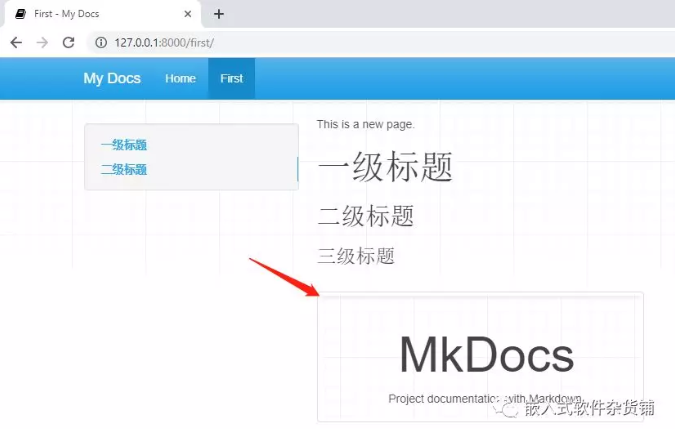 First - My Docs
127.0.0.1:8000/first/
My Docs Home First
一级标题
二级标题
This is a new page.
一级标题
二级标题
三级标题
MkDocs
Project documentation with Markdown.
嵌入式软件杂货铺